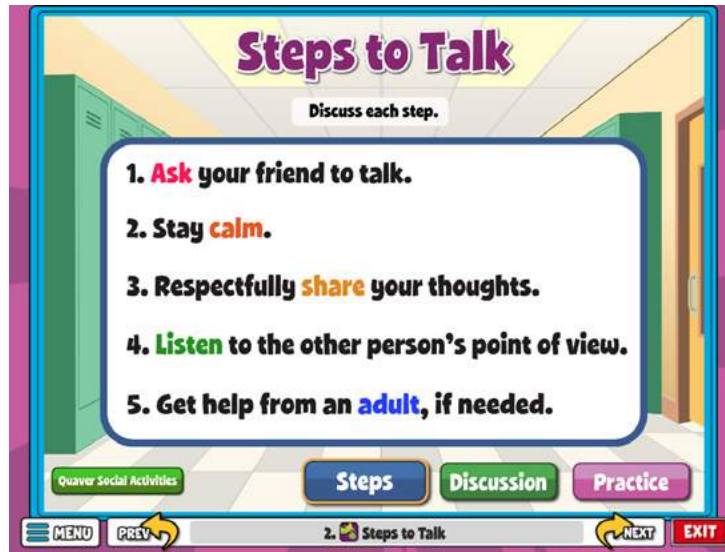 Steps to Talk
Discuss each step.
1. Ask your friend to talk.
2. Stay calm.
3. Respectfully share your thoughts.
4. Listen to the other person's point of view.
5. Get help from an adult, if needed.
Quaver Social Activities
Steps
Discussion
Practice
MENU
PREV
2. Steps to Talk
NEXT
EXIT